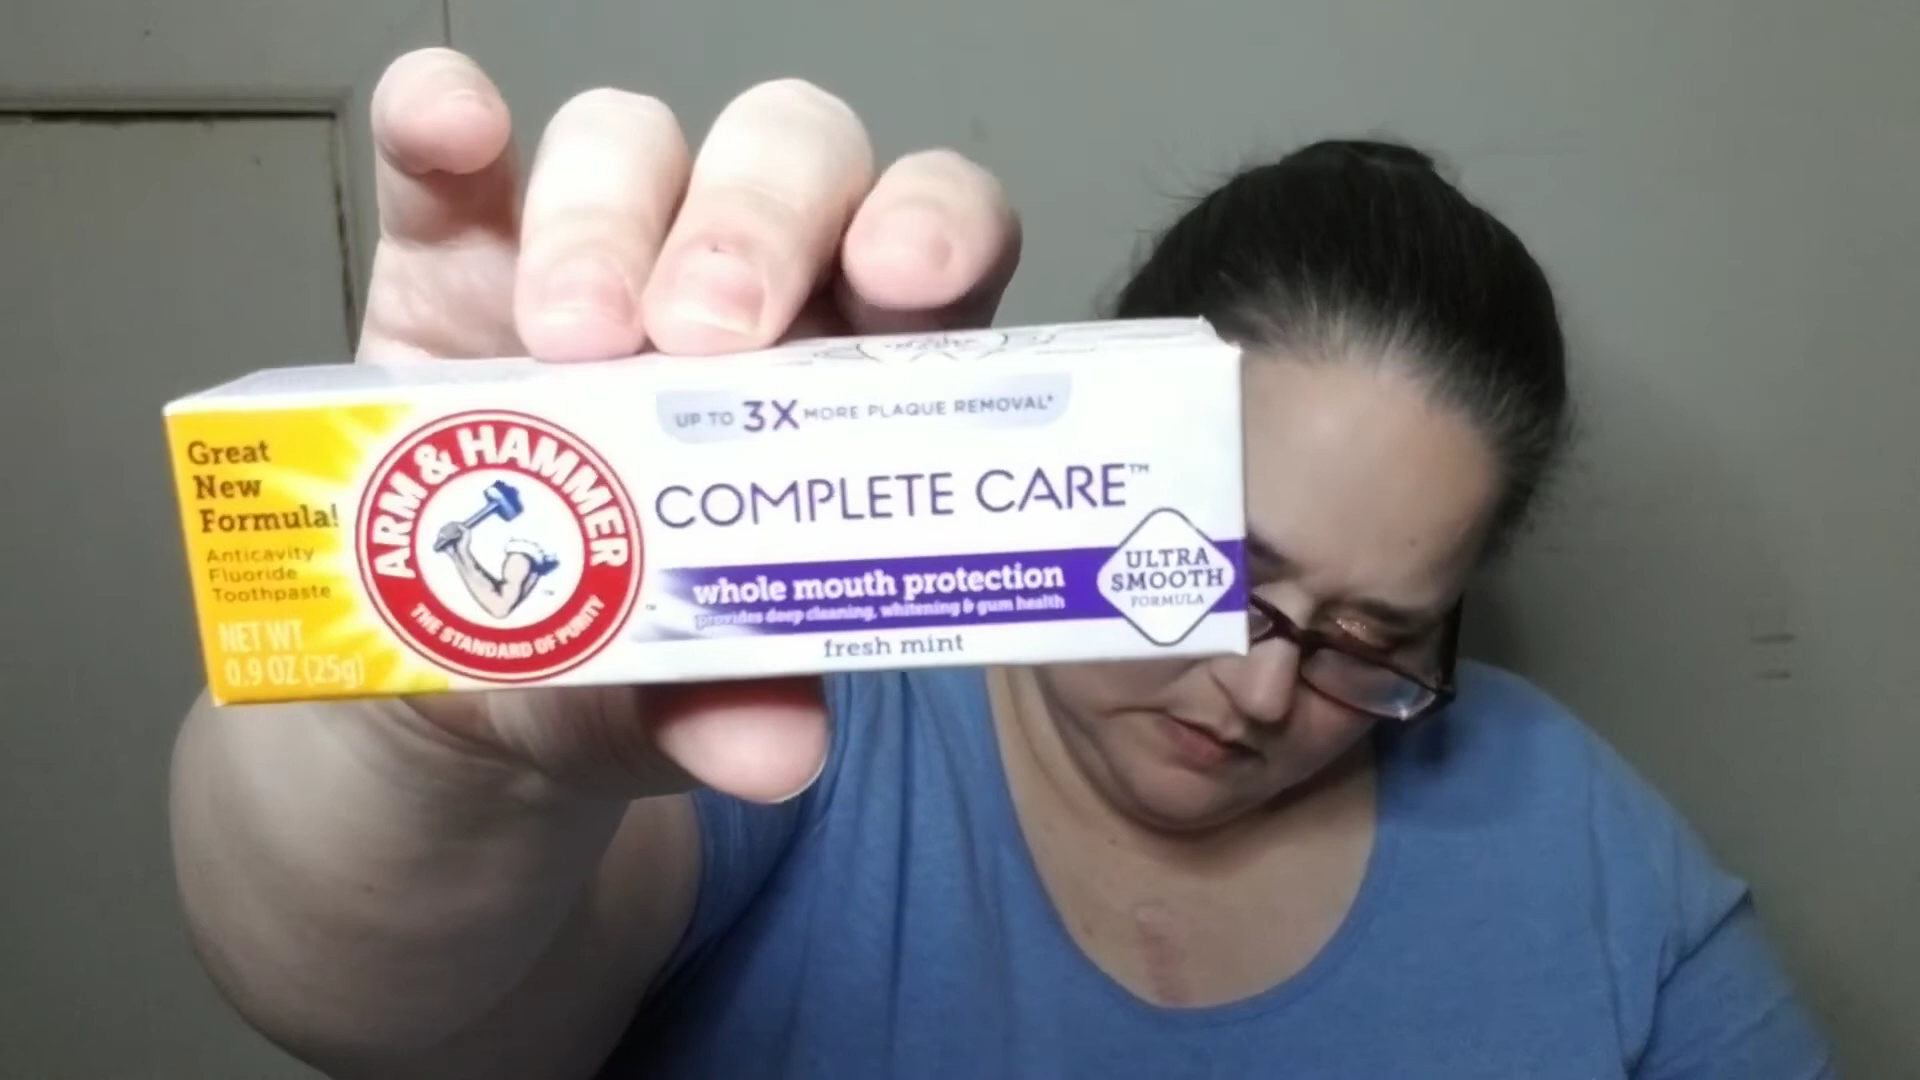 Great
New
Formula!
Anticavity
Fluoride
Toothpaste
NET WT
0.9 OZ (25g)
ARM & HAMMER
THE STANDARD OF PURITY
™
UP TO 3X MORE PLAQUE REMOVAL*
COMPLETE CARE™
whole mouth protection
provides deep cleaning, whitening & gum health
fresh mint
ULTRA
SMOOTH
FORMULA